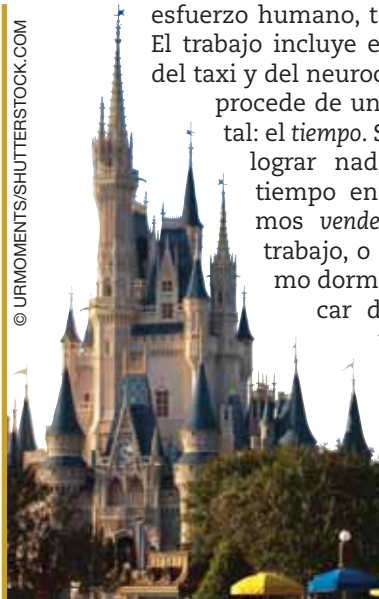 © URMOMENTS/SHUTTERSTOCK.COM
esfuerzo humano, t
El trabajo incluye e
del taxi y del neuroc
procede de un
tal: el tiempo. S
lograr nad
tiempo en
mos vende
trabajo, o
mo dorm
car d